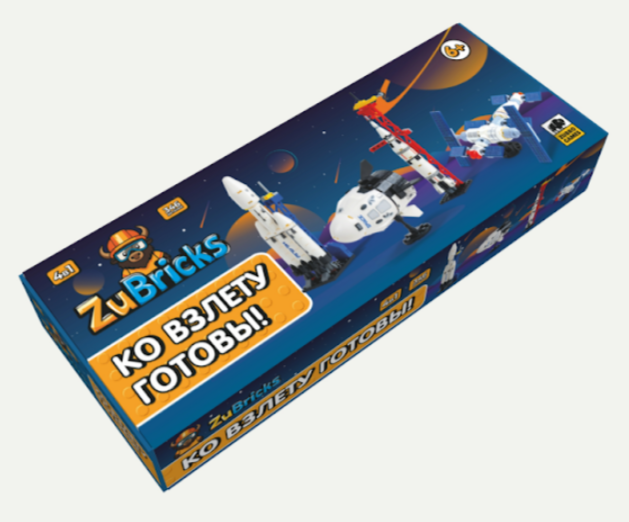 6+
4в1
ZuBricks
КО ВЗЛЕТУ
ГОТОВЫ!
ZuBricks
КО ВЗЛЕТУ ГОТОВЫ!